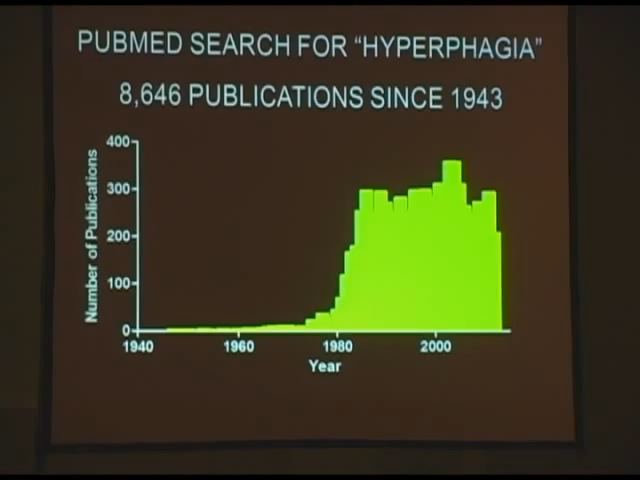 PUBMED SEARCH FOR “HYPERPHAGIA”
8,646 PUBLICATIONS SINCE 1943
Number of Publications
400
300
200
100
0
1940 1960 1980 2000
Year